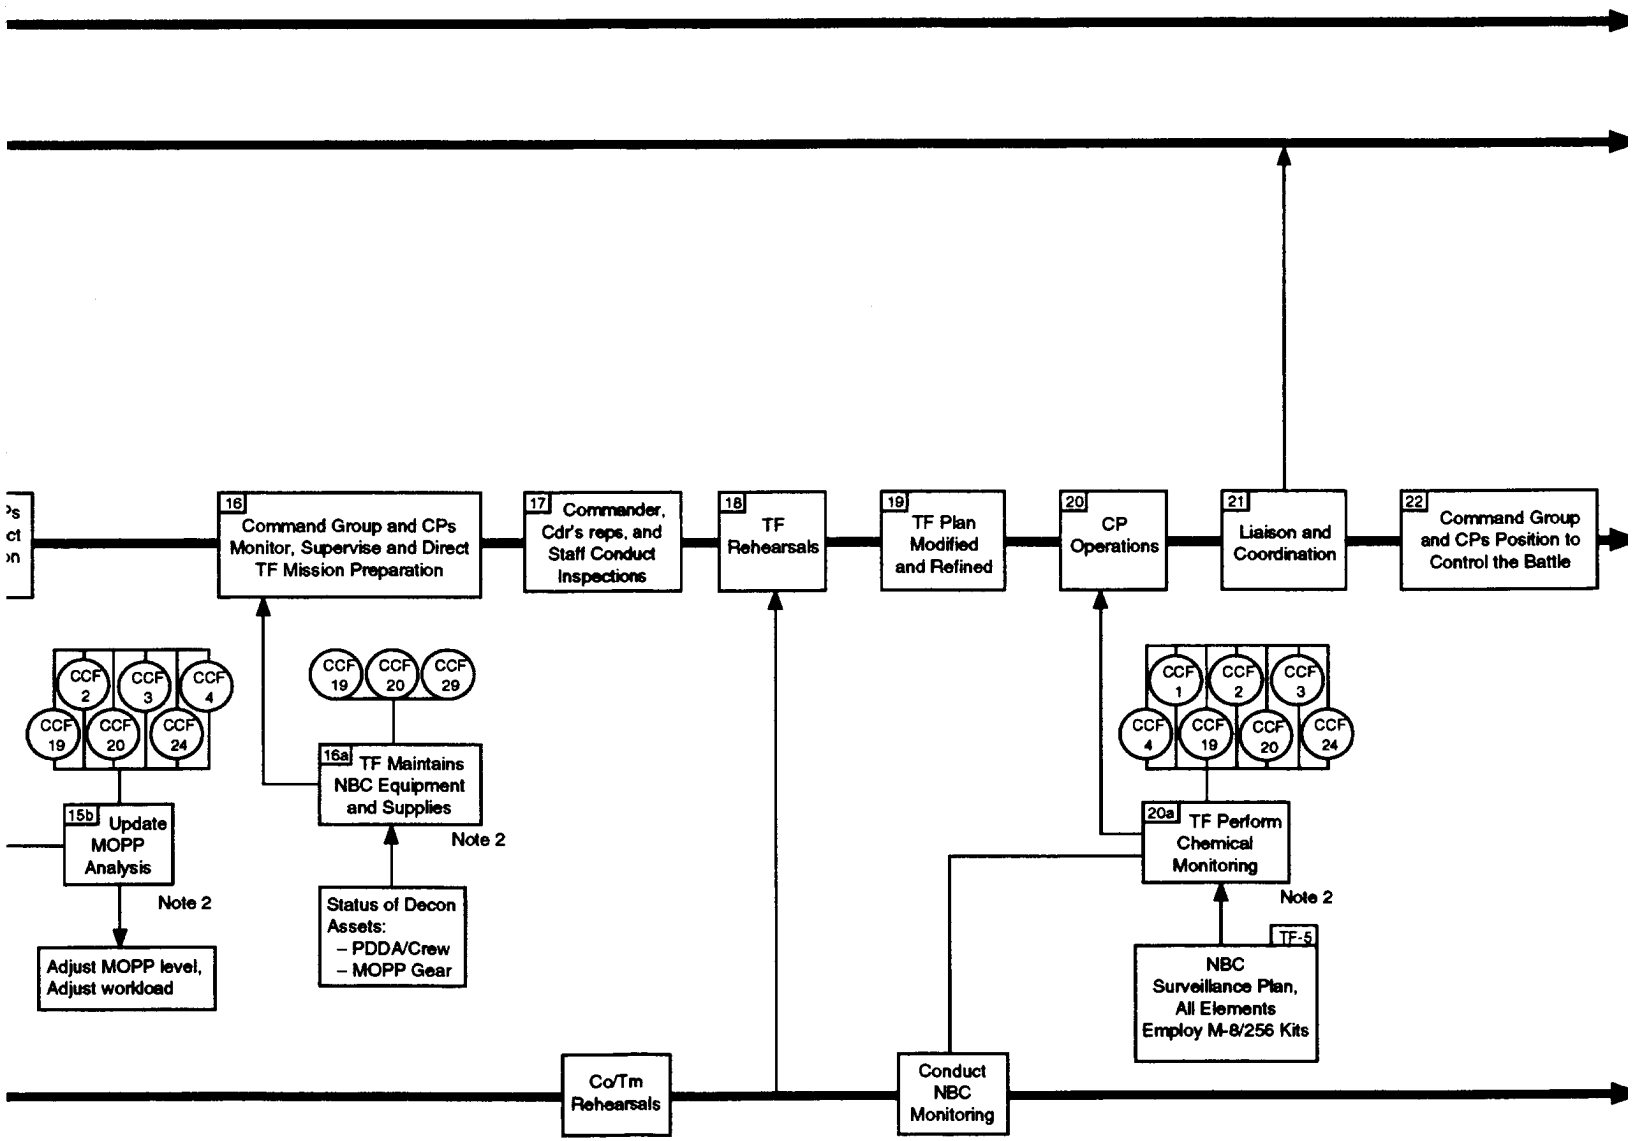 Ps
ct
on
16
Command Group and CPs
Monitor, Supervise and Direct
TF Mission Preparation
17
Commander,
Cdr's reps, and
Staff Conduct
Inspections
18
TF
Rehearsals
19
TF Plan
Modified
and Refined
20
CP
Operations
21
Liaison and
Coordination
22
Command Group
and CPs Position to
Control the Battle
CCF
2
CCF
3
CCF
4
CCF
19
CCF
20
CCF
24
15b
Update
MOPP
Analysis
Note 2
Adjust MOPP level,
Adjust workload
CCF
19
CCF
20
CCF
29
16a
TF Maintains
NBC Equipment
and Supplies
Note 2
Status of Decon
Assets:
– PDDA/Crew
– MOPP Gear
CCF
1
CCF
2
CCF
3
CCF
4
CCF
19
CCF
20
CCF
24
20a
TF Perform
Chemical
Monitoring
Note 2
TF-5
NBC
Surveillance Plan,
All Elements
Employ M-8/256 Kits
Co/Tm
Rehearsals
Conduct
NBC
Monitoring